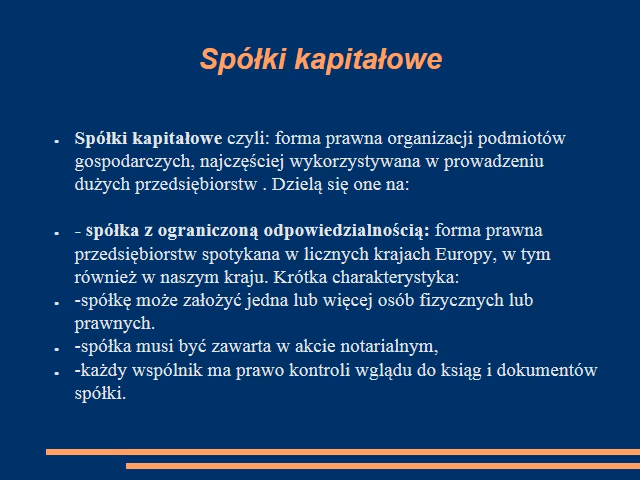 Spółki kapitałowe
Spółki kapitałowe czyli: forma prawna organizacji podmiotów
gospodarczych, najczęściej wykorzystywana w prowadzeniu
dużych przedsiębiorstw . Dzielą się one na:
- spółka z ograniczoną odpowiedzialnością: forma prawna
przedsiębiorstw spotykana w licznych krajach Europy, w tym
również w naszym kraju. Krótka charakterystyka:
-spółkę może założyć jedna lub więcej osób fizycznych lub
prawnych.
-spółka musi być zawarta w akcie notarialnym,
-każdy wspólnik ma prawo kontroli wglądu do ksiąg i dokumentów
spółki.